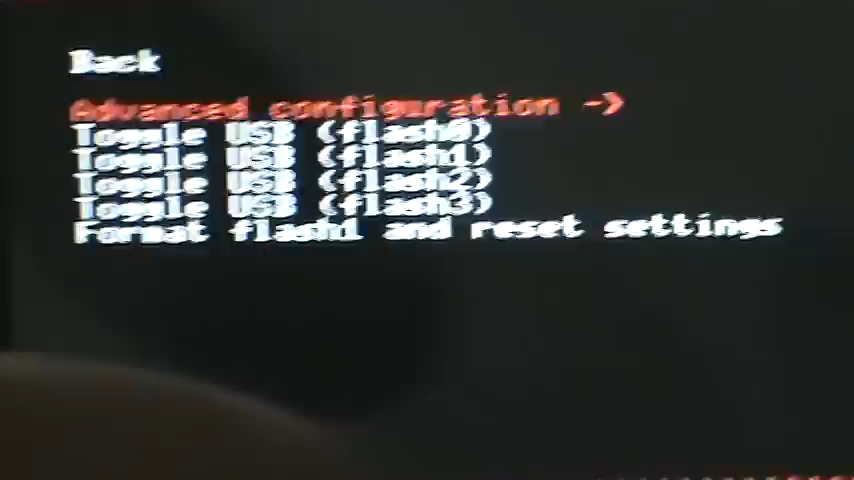 Back
Advanced configuration ->
Toggle USB (flash0)
Toggle USB (flash1)
Toggle USB (flash2)
Toggle USB (flash3)
Format flash1 and reset settings